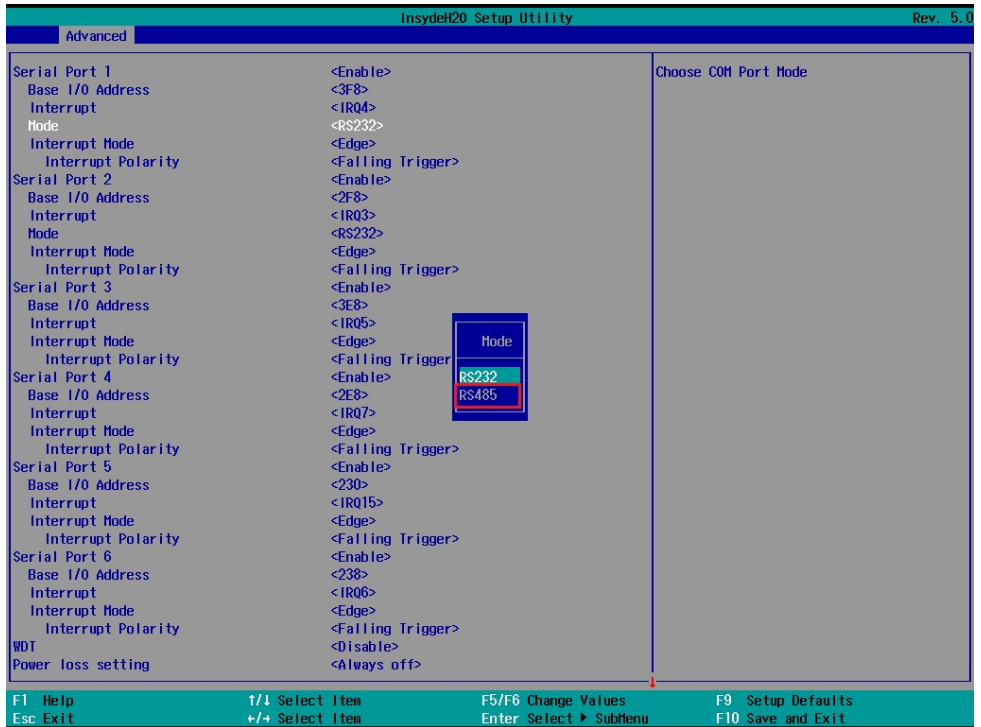 InsydeH20 Setup Utility Rev. 5.0
Advanced
Serial Port 1 <Enable> Choose COM Port Mode
Base I/O Address <3F8>
Interrupt <IRQ4>
Mode <RS232>
Interrupt Mode <Edge>
Interrupt Polarity <Falling Trigger>
Serial Port 2 <Enable>
Base I/O Address <2F8>
Interrupt <IRQ3>
Mode <RS232>
Interrupt Mode <Edge>
Interrupt Polarity <Falling Trigger>
Serial Port 3 <Enable>
Base I/O Address <3E8>
Interrupt <IRQ5>
Interrupt Mode <Edge>
Interrupt Polarity <Falling Trigger
Serial Port 4 <Enable>
Base I/O Address <2E8>
Interrupt <IRQ7>
Interrupt Mode <Edge>
Interrupt Polarity <Falling Trigger>
Serial Port 5 <Enable>
Base I/O Address <230>
Interrupt <IRQ15>
Interrupt Mode <Edge>
Interrupt Polarity <Falling Trigger>
Serial Port 6 <Enable>
Base I/O Address <238>
Interrupt <IRQ6>
Interrupt Mode <Edge>
Interrupt Polarity <Falling Trigger>
WDT <Disable>
Power loss setting <Always off>
Mode
RS232
RS485
F1 Help ↑/↓ Select Item F5/F6 Change Values F9 Setup Defaults
Esc Exit ←/→ Select Item Enter Select ▶ SubMenu F10 Save and Exit